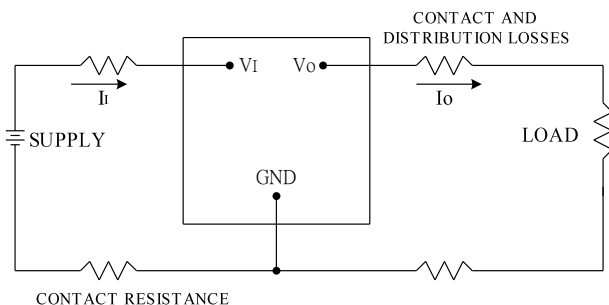 CONTACT AND
DISTRIBUTION LOSSES
VI
VO
II
IO
SUPPLY
LOAD
GND
CONTACT RESISTANCE